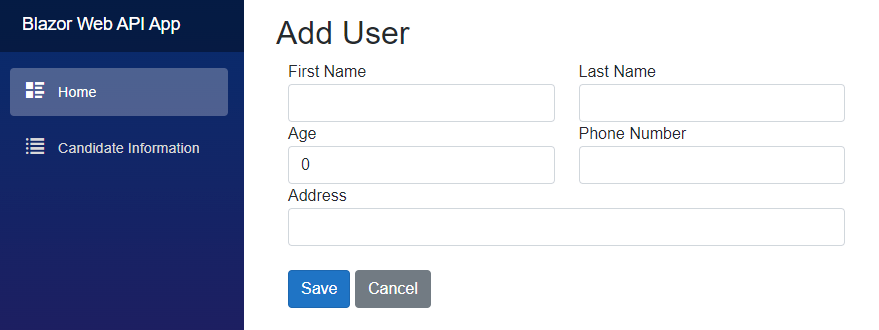 Blazor Web API App
Home
Candidate Information
Add User
First Name
Last Name
Age
Phone Number
0
Address
Save
Cancel